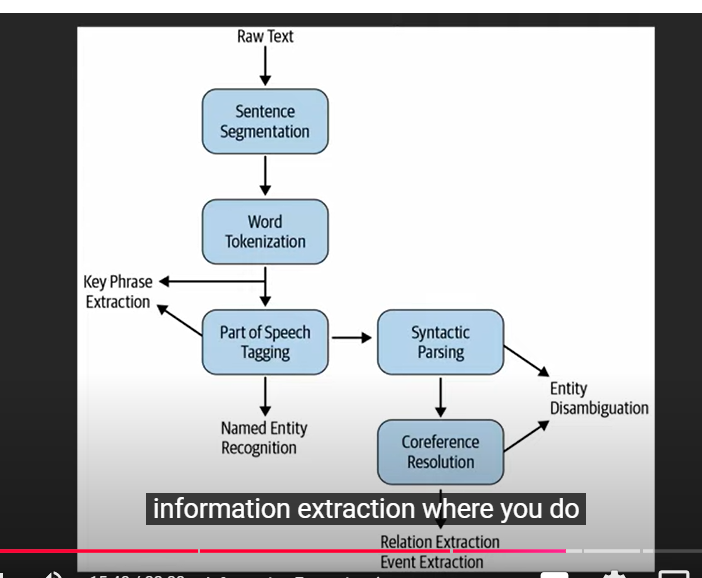 Raw Text
Sentence
Segmentation
Word
Tokenization
Key Phrase
Extraction
Part of Speech
Tagging
Syntactic
Parsing
Entity
Disambiguation
Named Entity
Recognition
Coreference
Resolution
information extraction where you do
Relation Extraction
Event Extraction